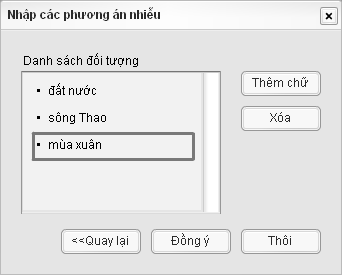 Nhập các phương án nhiễu
Danh sách đối tượng
▪ đất nước
▪ sông Thao
▪ mùa xuân
Thêm chữ
Xóa
<<Quay lại
Đồng ý
Thôi